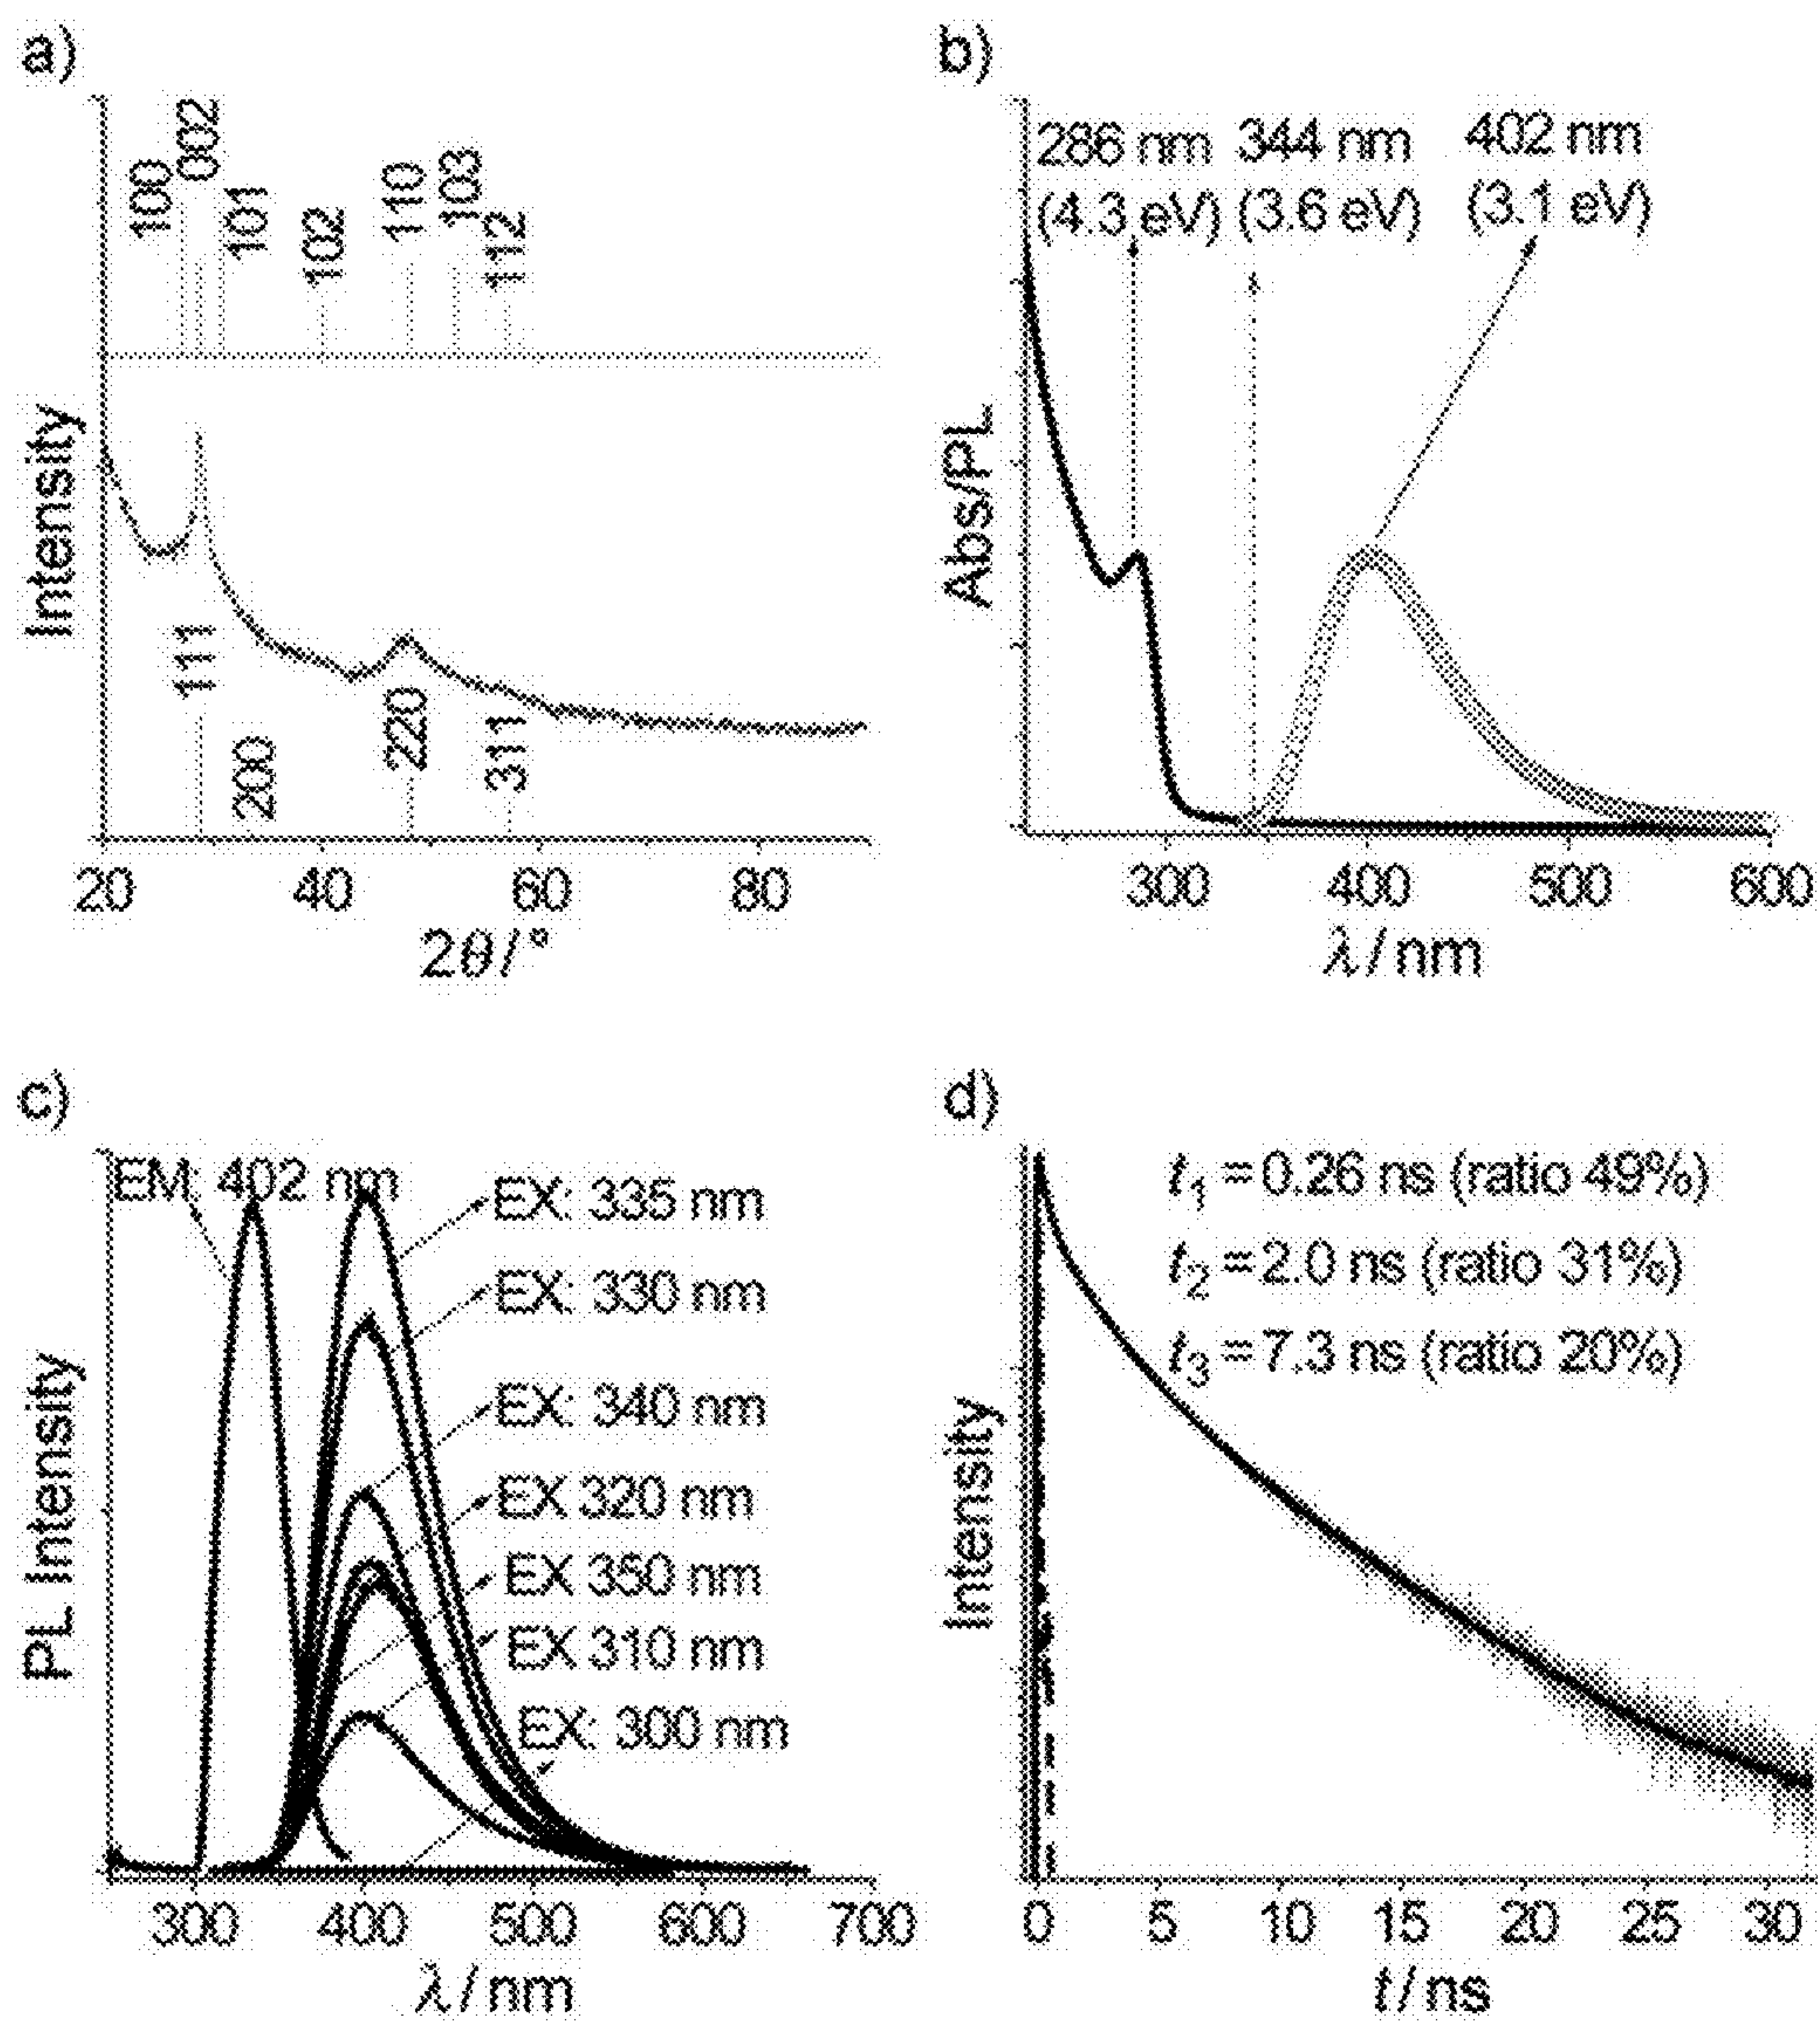 a)
100
002
101
102
110
103
112
Intensity
111
200
220
311
20 40 60 80
2θ/°
b)
286 nm 344 nm 402 nm
(4.3 eV) (3.6 eV) (3.1 eV)
Abs/PL
300 400 500 600
λ/nm
c)
EM: 402 nm
EX: 335 nm
EX: 330 nm
EX: 340 nm
EX 320 nm
EX 350 nm
EX 310 nm
EX: 300 nm
PL Intensity
300 400 500 600 700
λ/nm
d)
t1 = 0.26 ns (ratio 49%)
t2 = 2.0 ns (ratio 31%)
t3 = 7.3 ns (ratio 20%)
Intensity
0 5 10 15 20 25 30
t/ns